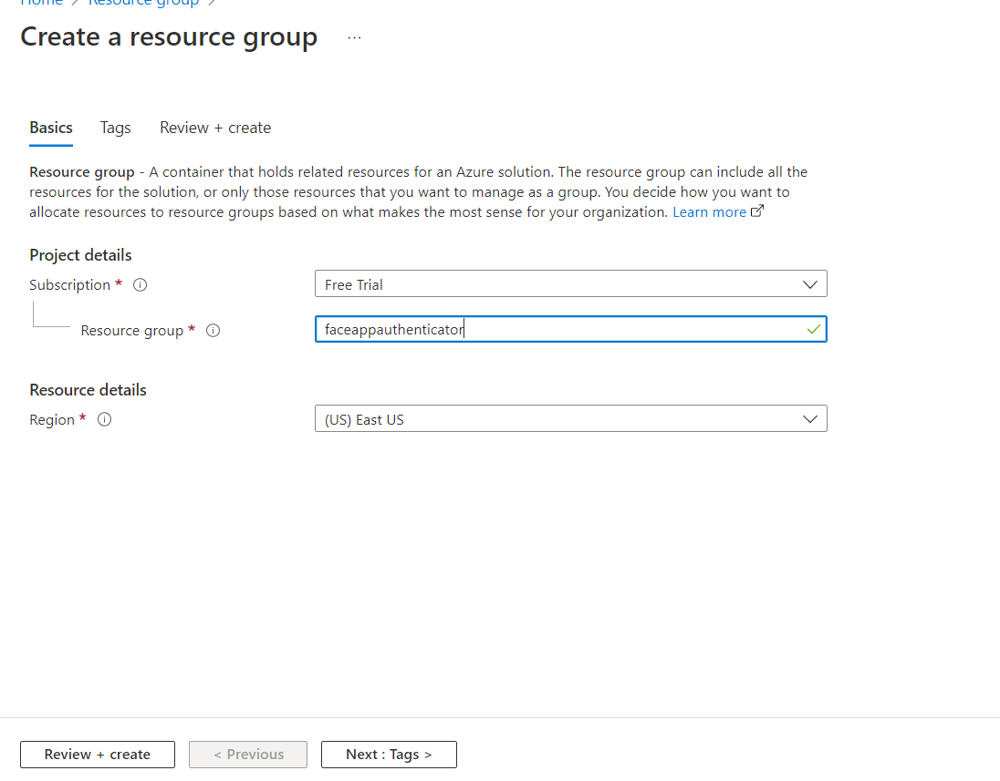 Home > Resource group >
Create a resource group ...
Basics Tags Review + create
Resource group - A container that holds related resources for an Azure solution. The resource group can include all the
resources for the solution, or only those resources that you want to manage as a group. You decide how you want to
allocate resources to resource groups based on what makes the most sense for your organization. Learn more
Project details
Subscription * Free Trial
Resource group * faceappauthenticator
Resource details
Region * (US) East US
Review + create < Previous Next : Tags >